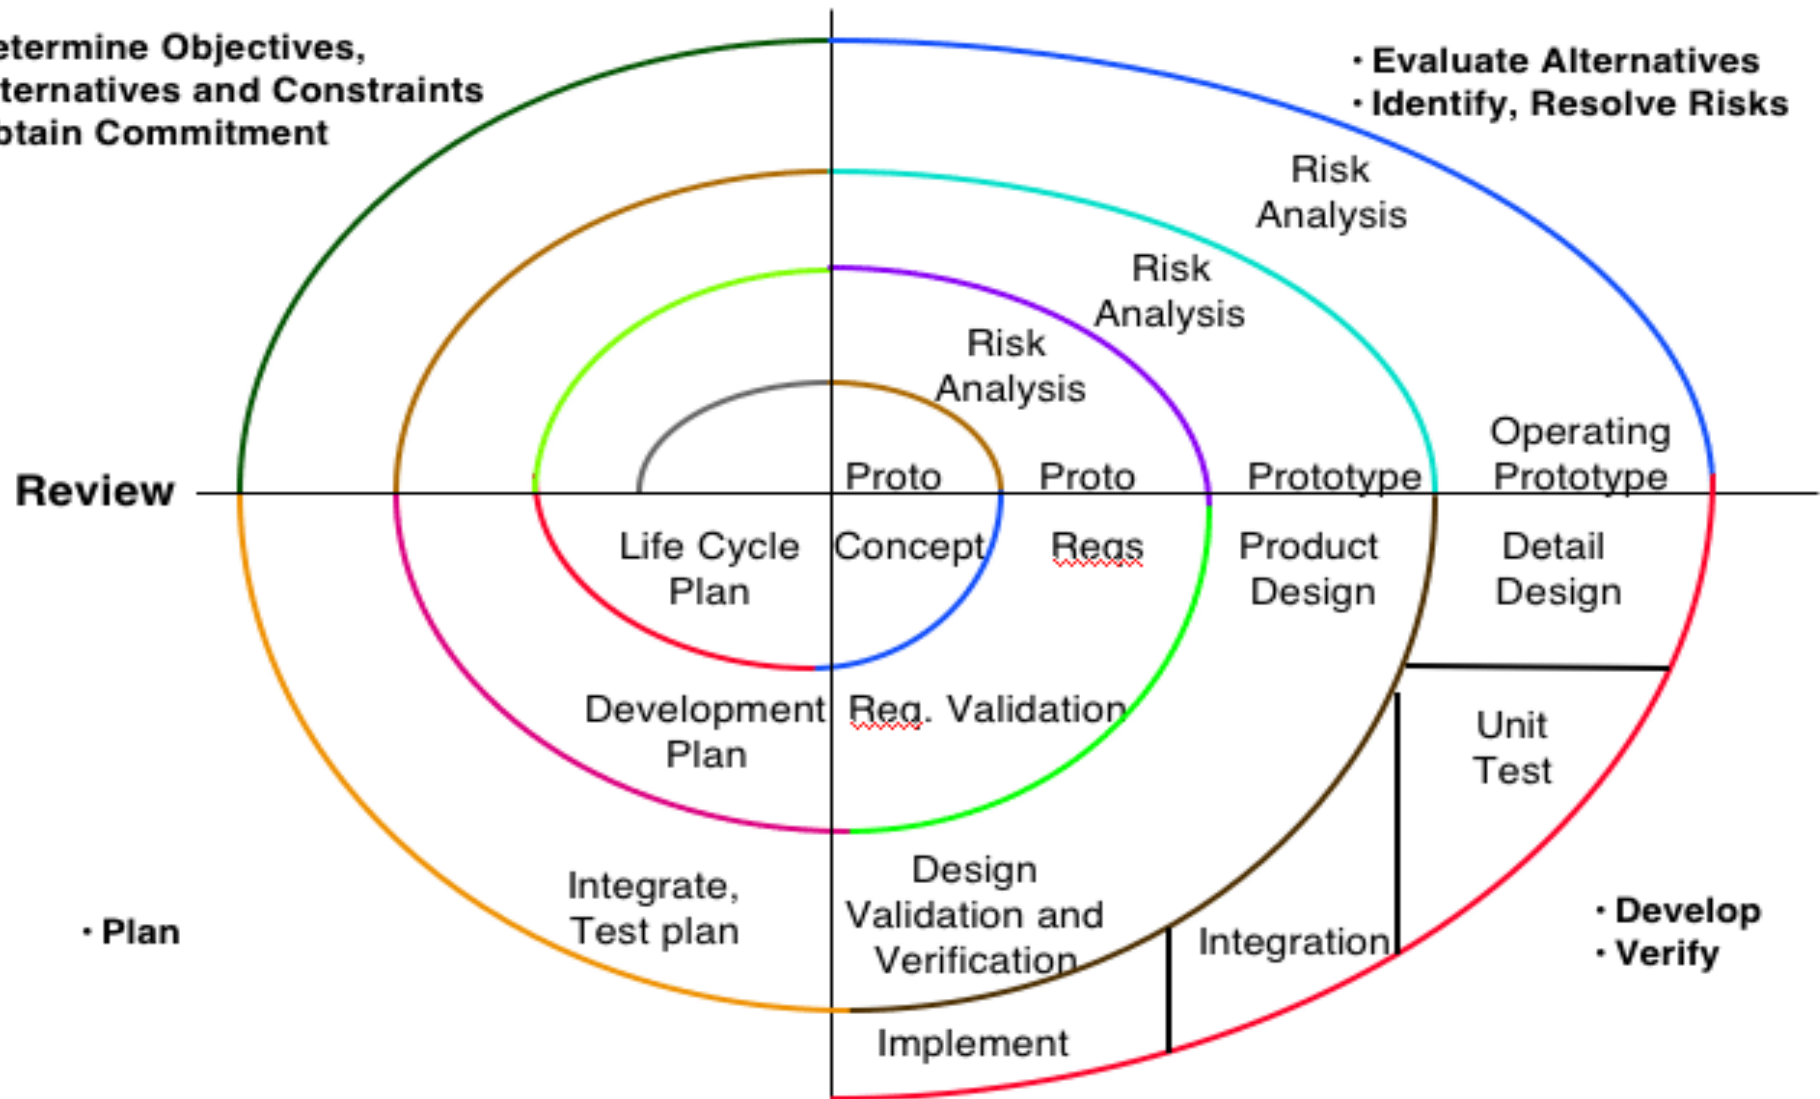 etermine Objectives,
ternatives and Constraints
btain Commitment
· Evaluate Alternatives
· Identify, Resolve Risks
Risk
Analysis
Risk
Analysis
Risk
Analysis
Operating
Prototype
Prototype
Proto
Proto
Review
Life Cycle
Plan
Concept
Reqs
Product
Design
Detail
Design
Development
Plan
Req. Validation
Unit
Test
Integrate,
Test plan
Design
Validation and
Verification
Integration
Implement
· Plan
· Develop
· Verify